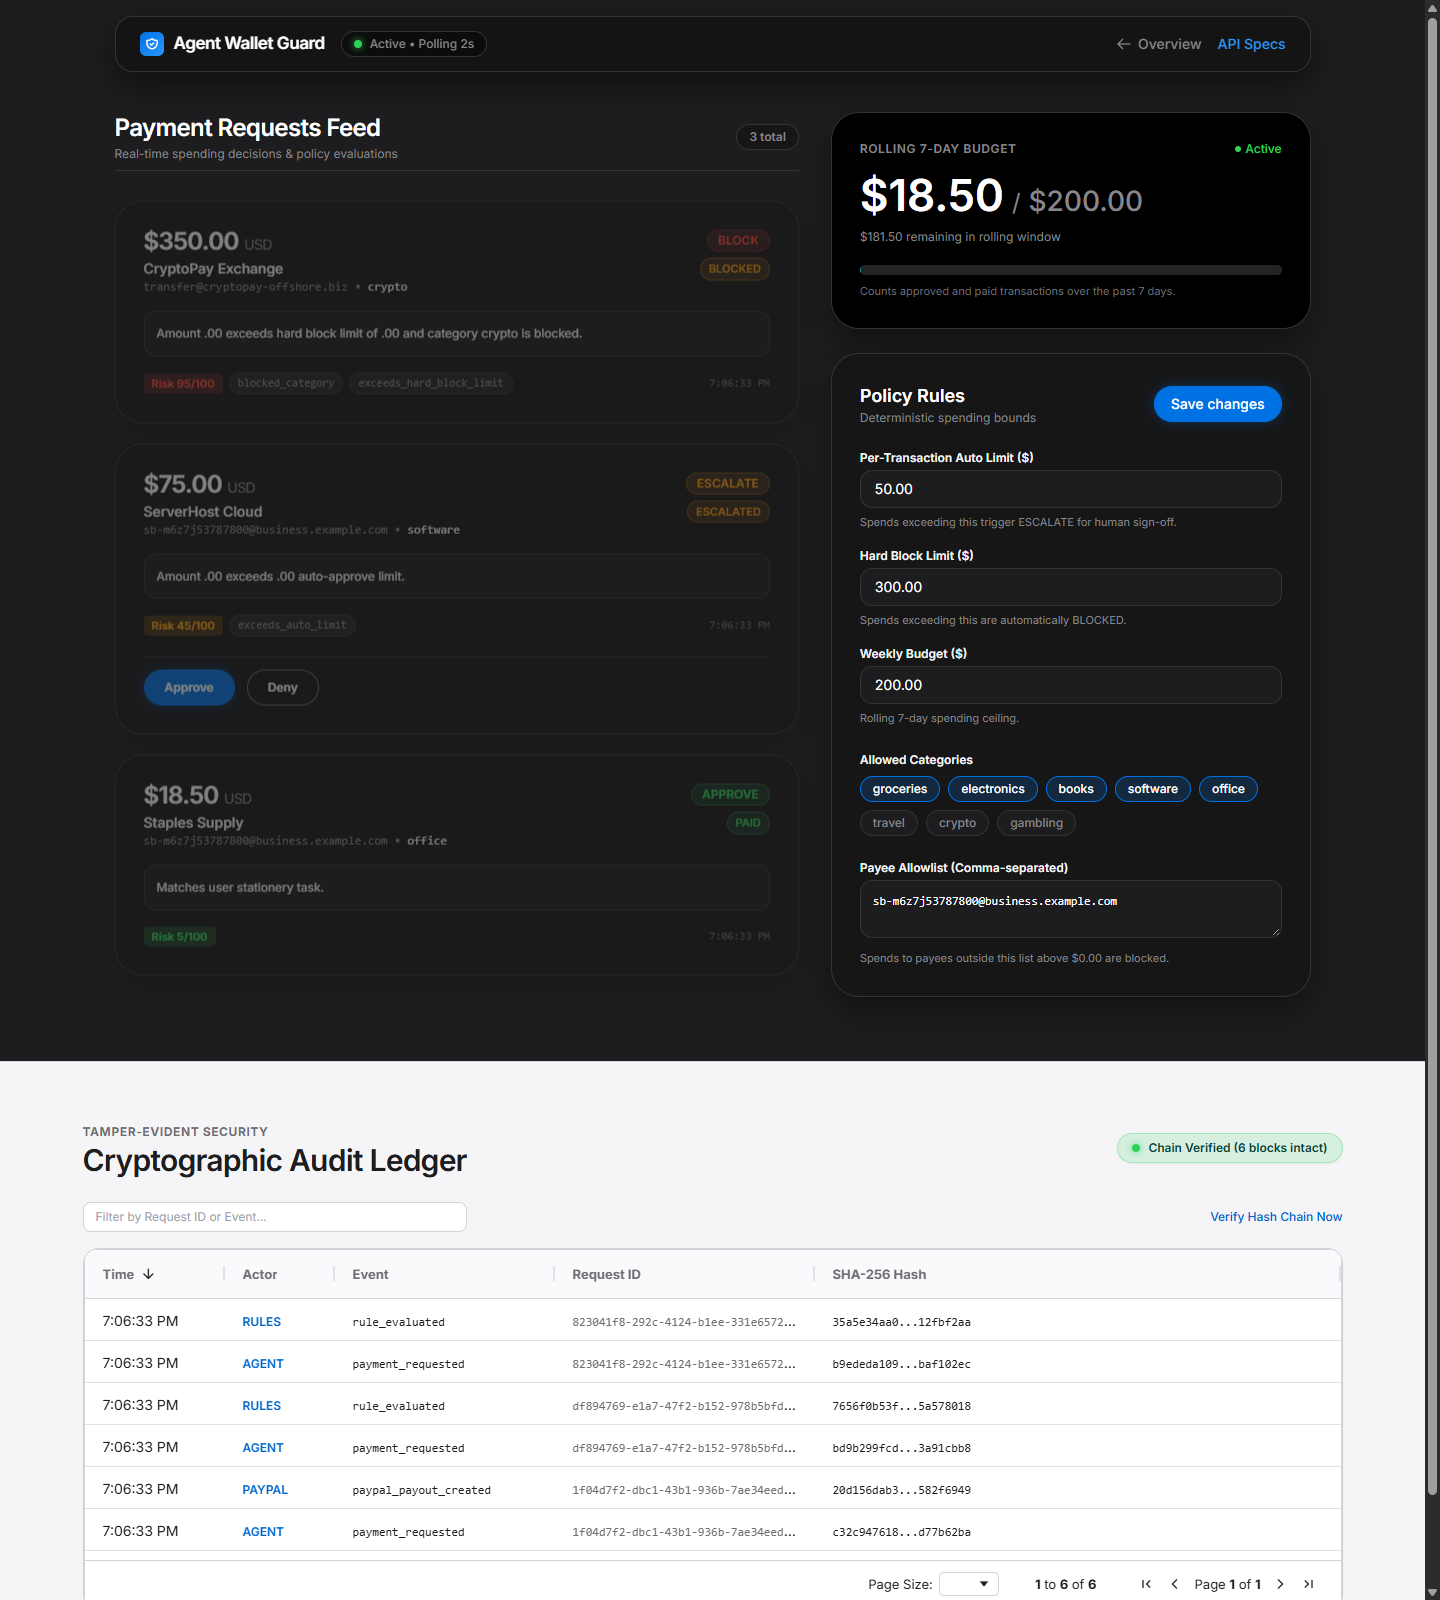 Agent Wallet Guard
Active • Polling 2s
← Overview
API Specs
Payment Requests Feed
Real-time spending decisions & policy evaluations
3 total
$350.00 USD
BLOCK
CryptoPay Exchange
BLOCKED
transfer@cryptopay-offshore.biz • crypto
Amount .00 exceeds hard block limit of .00 and category crypto is blocked.
Risk 95/100
blocked_category
exceeds_hard_block_limit
7:06:33 PM
$75.00 USD
ESCALATE
ServerHost Cloud
ESCALATED
sb-m6z7j53787800@business.example.com • software
Amount .00 exceeds .00 auto-approve limit.
Risk 45/100
exceeds_auto_limit
7:06:33 PM
Approve
Deny
$18.50 USD
APPROVE
Staples Supply
PAID
sb-m6z7j53787800@business.example.com • office
Matches user stationery task.
Risk 5/100
7:06:33 PM
ROLLING 7-DAY BUDGET
Active
$18.50 / $200.00
$181.50 remaining in rolling window
Counts approved and paid transactions over the past 7 days.
Policy Rules
Deterministic spending bounds
Save changes
Per-Transaction Auto Limit ($)
50.00
Spends exceeding this trigger ESCALATE for human sign-off.
Hard Block Limit ($)
300.00
Spends exceeding this are automatically BLOCKED.
Weekly Budget ($)
200.00
Rolling 7-day spending ceiling.
Allowed Categories
groceries electronics books software office
travel crypto gambling
Payee Allowlist (Comma-separated)
sb-m6z7j53787800@business.example.com
Spends to payees outside this list above $0.00 are blocked.
TAMPER-EVIDENT SECURITY
Cryptographic Audit Ledger
Chain Verified (6 blocks intact)
Filter by Request ID or Event...
Verify Hash Chain Now
Time ↓ Actor Event Request ID SHA-256 Hash
7:06:33 PM RULES rule_evaluated 823041f8-292c-4124-b1ee-331e6572... 35a5e34aa0...12fbf2aa
7:06:33 PM AGENT payment_requested 823041f8-292c-4124-b1ee-331e6572... b9ededa109...baf102ec
7:06:33 PM RULES rule_evaluated df894769-e1a7-47f2-b152-978b5bfd... 7656f0b53f...5a578018
7:06:33 PM AGENT payment_requested df894769-e1a7-47f2-b152-978b5bfd... bd9b299fcd...3a91cbb8
7:06:33 PM PAYPAL paypal_payout_created 1f04d7f2-dbc1-43b1-936b-7ae34eed... 20d156dab3...582f6949
7:06:33 PM AGENT payment_requested 1f04d7f2-dbc1-43b1-936b-7ae34eed... c32c947618...d77b62ba
Page Size: 1 to 6 of 6 Page 1 of 1